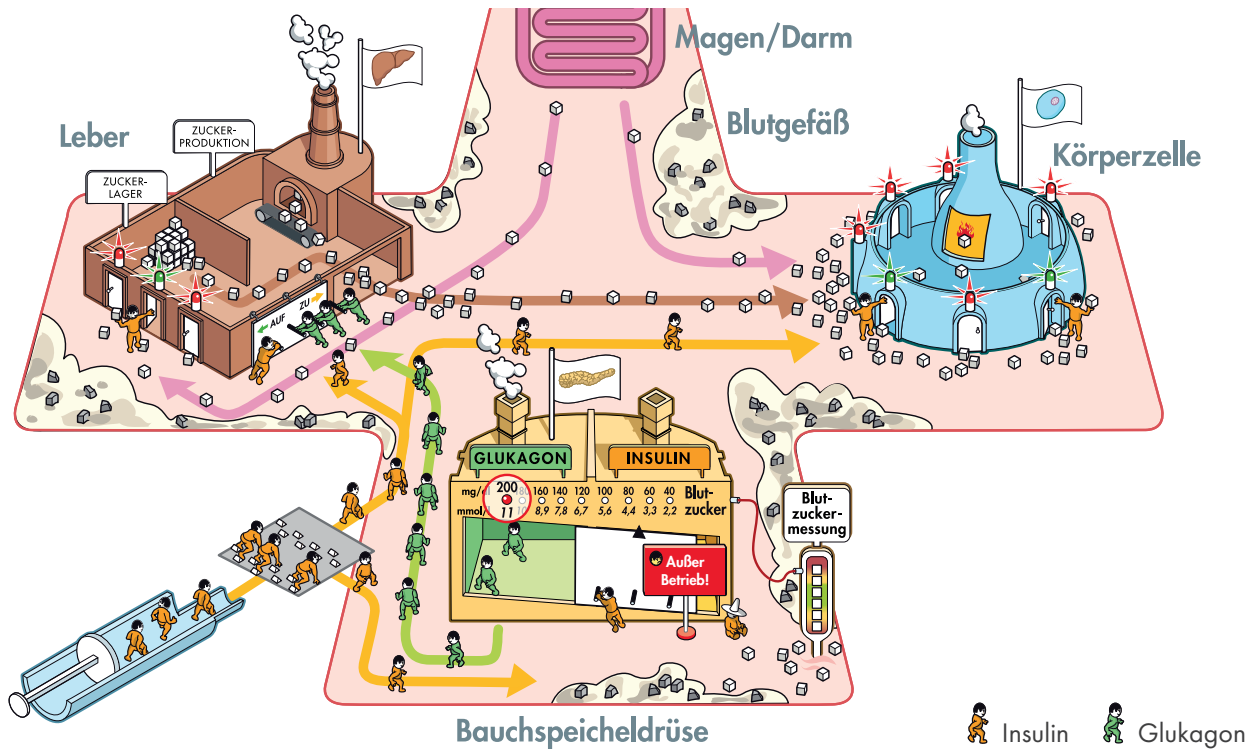 Magen/Darm
Leber
ZUCKER-
PRODUKTION
Blutgefäß
Körperzelle
ZUCKER-
LAGER
AUF
ZU
GLUKAGON
INSULIN
mg/dl 200 180 160 140 120 100 80 60 40 Blut-
mmol/l 11 10 8,9 7,8 6,7 5,6 4,4 3,3 2,2 zucker
Blut-
zucker-
messung
Außer
Betrieb!
Bauchspeicheldrüse
Insulin
Glukagon